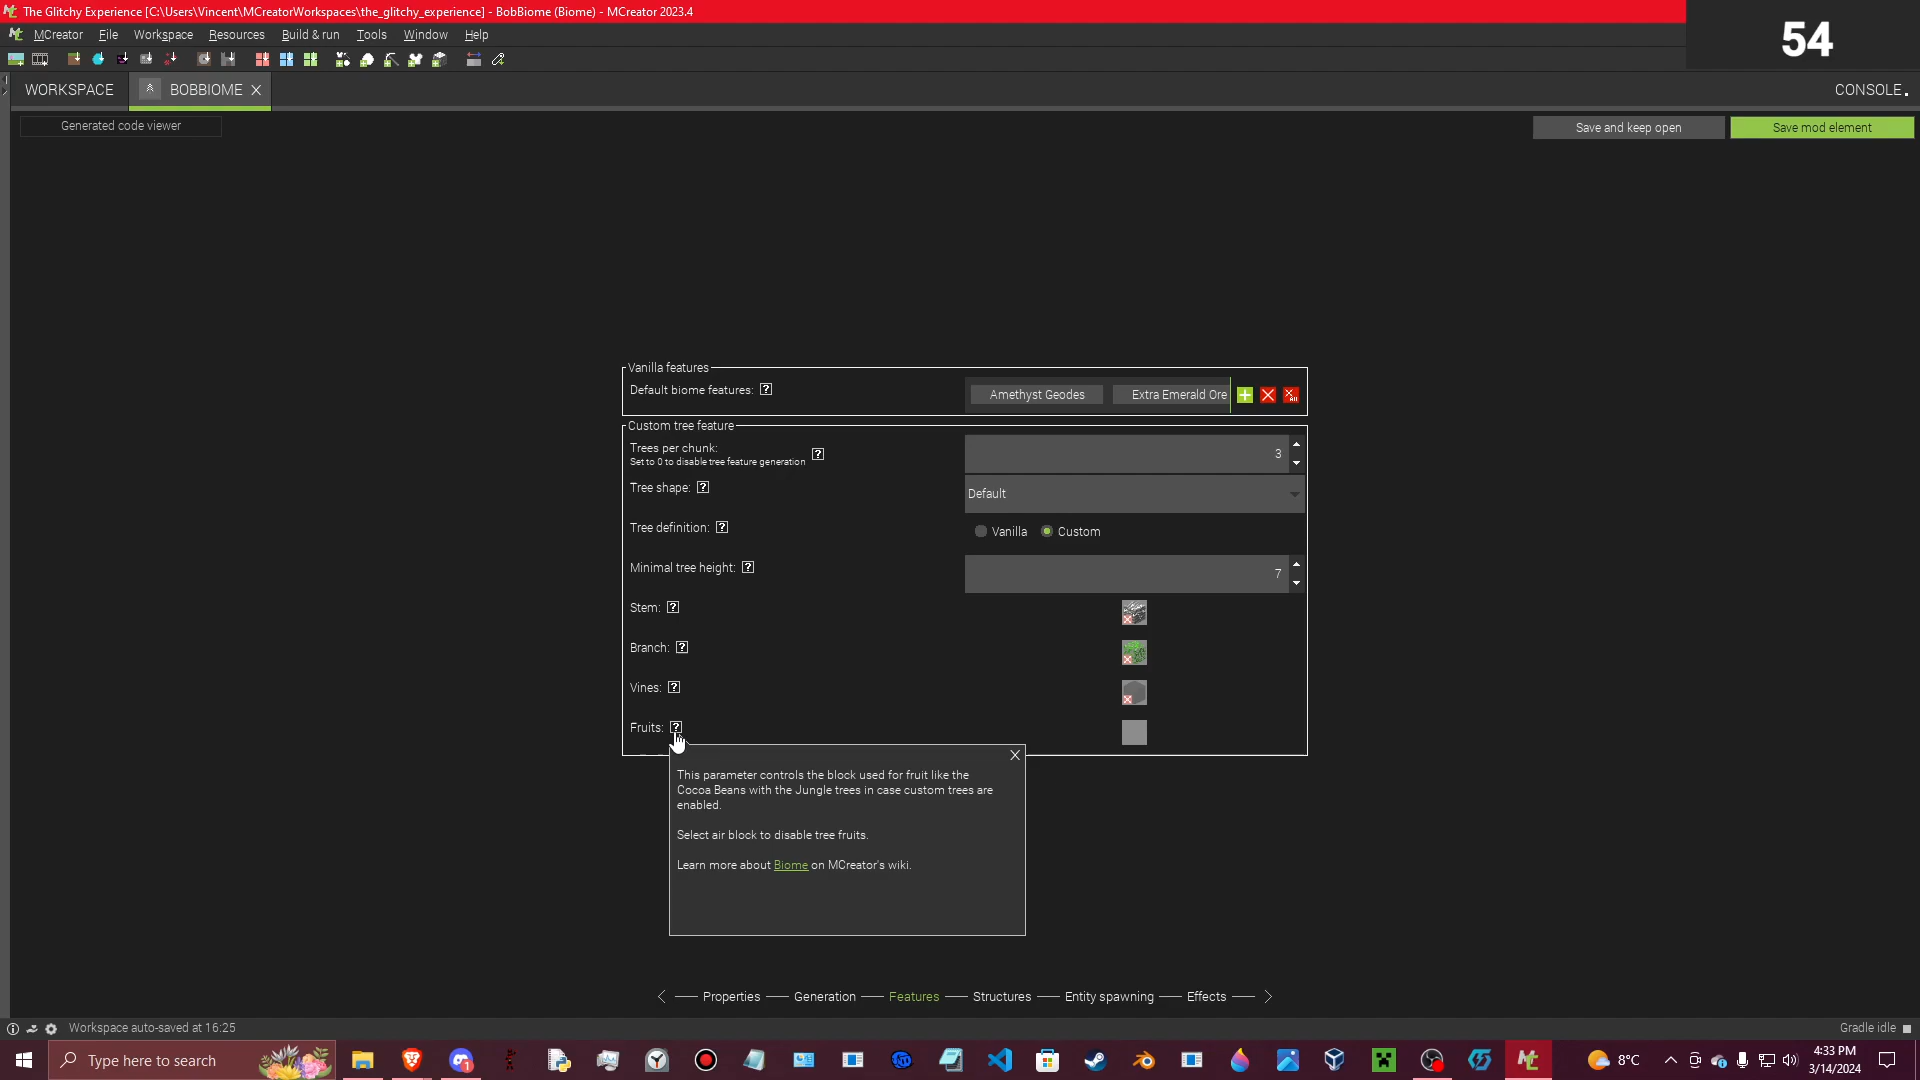 The Glitchy Experience [C:\Users\Vincent\MCreatorWorkspaces\the_glitchy_experience] - BobBiome (Biome) - MCreator 2023.4
54
MCreator File Workspace Resources Build & run Tools Window Help
WORKSPACE BOBBIOME CONSOLE
Generated code viewer Save and keep open Save mod element
Vanilla features
Default biome features: ? Amethyst Geodes Extra Emerald Ore
Custom tree feature
Trees per chunk: ? 3
Set to 0 to disable tree feature generation
Tree shape: ? Default
Tree definition: ? Vanilla Custom
Minimal tree height: ? 7
Stem: ?
Branch: ?
Vines: ?
Fruits: ?
This parameter controls the block used for fruit like the
Cocoa Beans with the Jungle trees in case custom trees are
enabled.
Select air block to disable tree fruits.
Learn more about Biome on MCreator's wiki.
Properties Generation Features Structures Entity spawning Effects
Workspace auto-saved at 16:25 Gradle idle
Type here to search 8°C 4:33 PM
3/14/2024